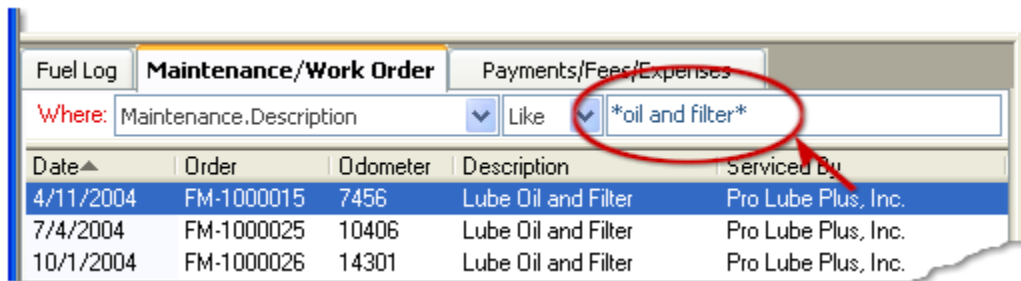 Fuel Log Maintenance/Work Order Payments/Fees/Expenses
Where: Maintenance.Description Like *oil and filter*
Date Order Odometer Description Serviced By
4/11/2004 FM-1000015 7456 Lube Oil and Filter Pro Lube Plus, Inc.
7/4/2004 FM-1000025 10406 Lube Oil and Filter Pro Lube Plus, Inc.
10/1/2004 FM-1000026 14301 Lube Oil and Filter Pro Lube Plus, Inc.